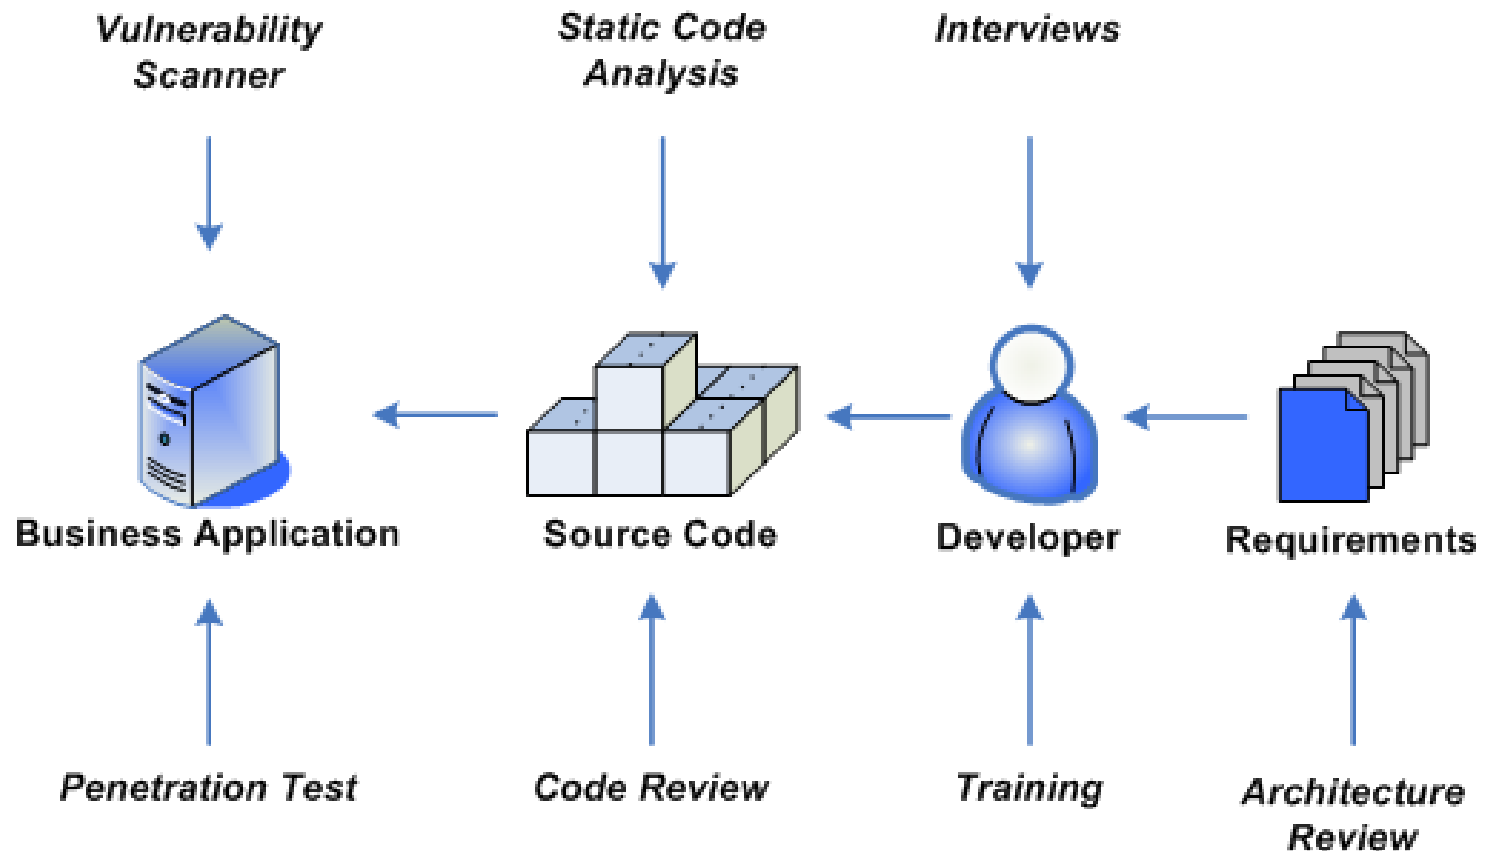 Vulnerability
Scanner
Static Code
Analysis
Interviews
Business Application
Source Code
Developer
Requirements
Penetration Test
Code Review
Training
Architecture
Review